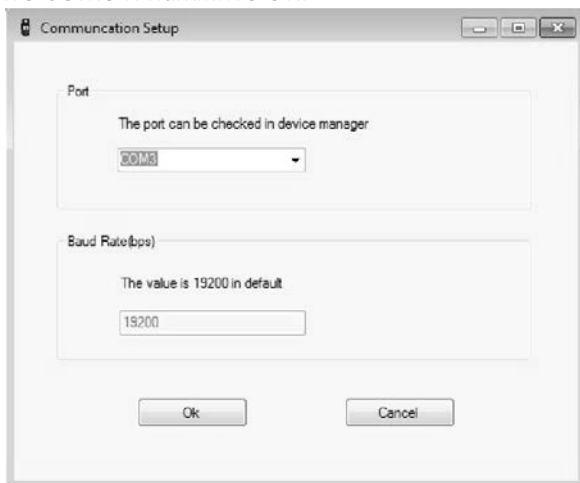 Communcation Setup
Port
The port can be checked in device manager
COM3
Baud Rate(bps)
The value is 19200 in default
19200
Ok
Cancel